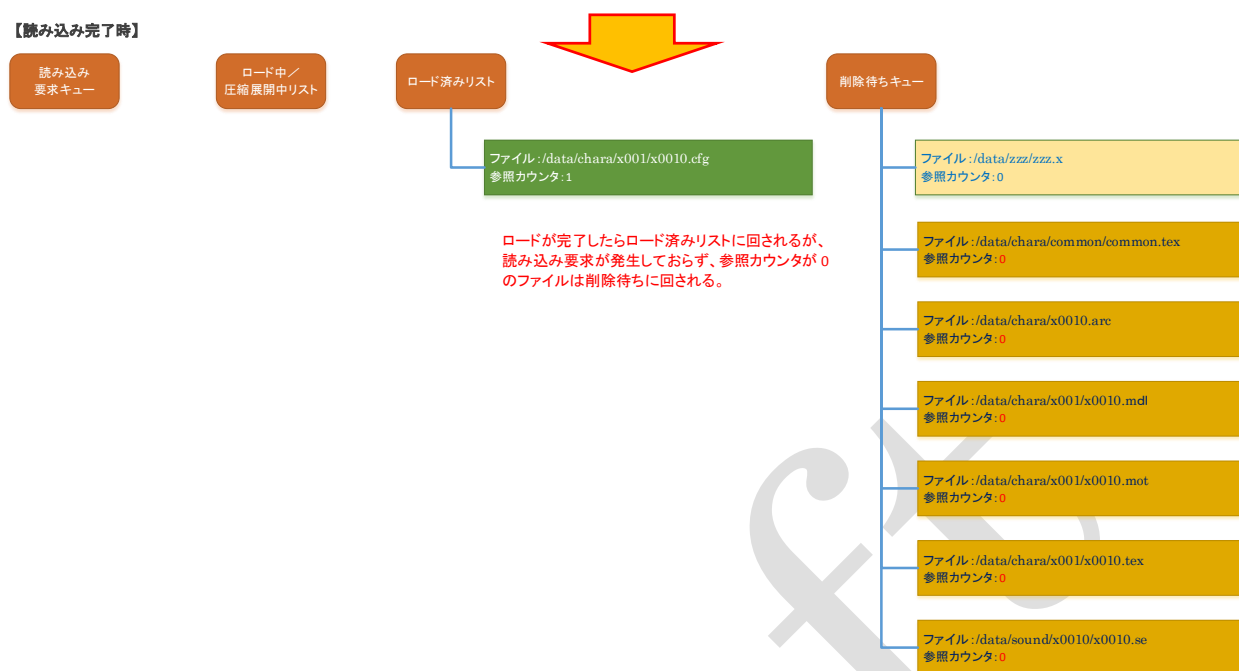 【読み込み完了時】
読み込み
要求キュー
ロード中／
圧縮展開中リスト
ロード済みリスト
削除待ちキュー
ファイル:/data/chara/x001/x0010.cfg
参照カウンタ:1
ロードが完了したらロード済みリストに回されるが、
読み込み要求が発生しておらず、参照カウンタが 0
のファイルは削除待ちに回される。
ファイル:/data/zzz/zzz.x
参照カウンタ:0
ファイル:/data/chara/common/common.tex
参照カウンタ:0
ファイル:/data/chara/x0010.arc
参照カウンタ:0
ファイル:/data/chara/x001/x0010.mdl
参照カウンタ:0
ファイル:/data/chara/x001/x0010.mot
参照カウンタ:0
ファイル:/data/chara/x001/x0010.tex
参照カウンタ:0
ファイル:/data/sound/x0010/x0010.se
参照カウンタ:0